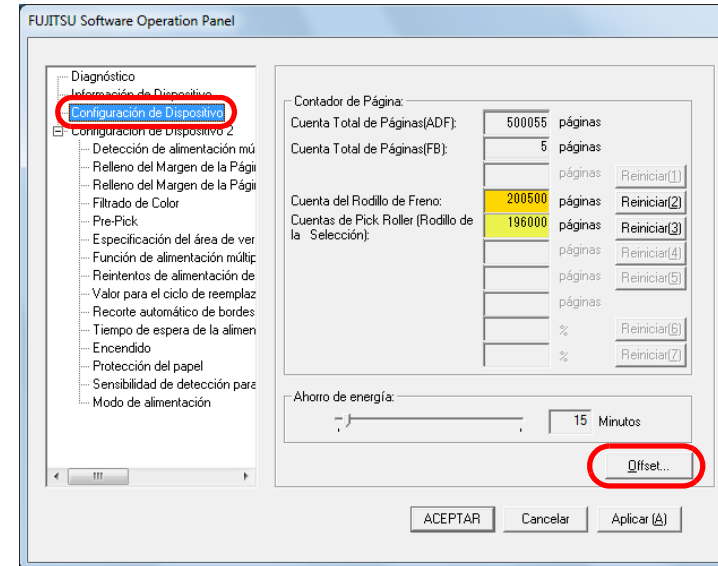 FUJITSU Software Operation Panel
Diagnóstico
Información de Dispositivo
Configuración de Dispositivo
Configuración de Dispositivo 2
Detección de alimentación mú
Relleno del Margen de la Pági
Relleno del Margen de la Pági
Filtrado de Color
Pre-Pick
Especificación del área de ver
Función de alimentación múltip
Reintentos de alimentación de
Valor para el ciclo de reemplaz
Recorte automático de bordes
Tiempo de espera de la alimen
Encendido
Protección del papel
Sensibilidad de detección para
Modo de alimentación
Contador de Página:
Cuenta Total de Páginas(ADF): 500055 páginas
Cuenta Total de Páginas(FB): 5 páginas
páginas Reiniciar(1)
Cuenta del Rodillo de Freno: 200500 páginas Reiniciar(2)
Cuentas de Pick Roller (Rodillo de 196000 páginas Reiniciar(3)
la Selección):
páginas Reiniciar(4)
páginas Reiniciar(5)
páginas
% Reiniciar(6)
% Reiniciar(7)
Ahorro de energía:
15 Minutos
Offset...
ACEPTAR Cancelar Aplicar (A)